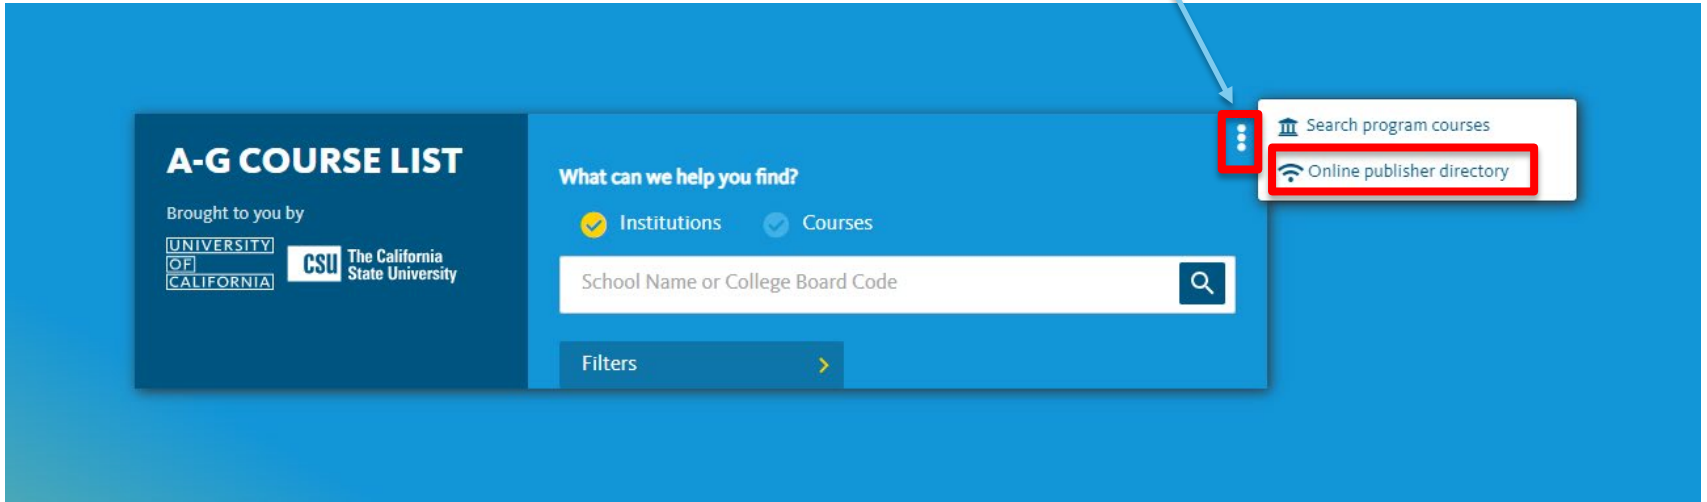 A-G COURSE LIST
Brought to you by
UNIVERSITY
OF
CALIFORNIA
CSU
The California
State University
What can we help you find?
Institutions
Courses
School Name or College Board Code
Filters
Search program courses
Online publisher directory